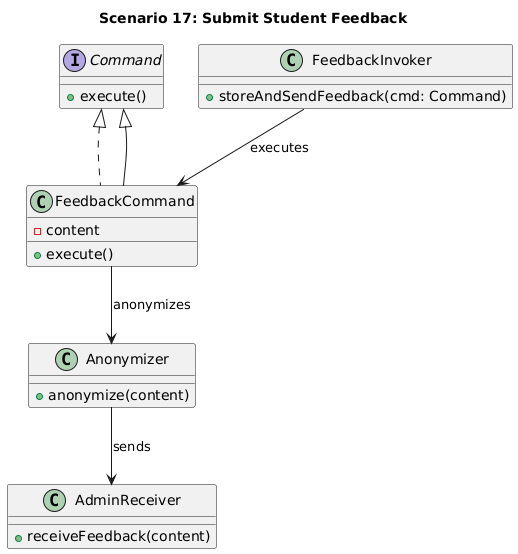 Scenario 17: Submit Student Feedback
I Command
execute()
C FeedbackInvoker
storeAndSendFeedback(cmd: Command)
executes
C FeedbackCommand
content
execute()
anonymizes
C Anonymizer
anonymize(content)
sends
C AdminReceiver
receiveFeedback(content)